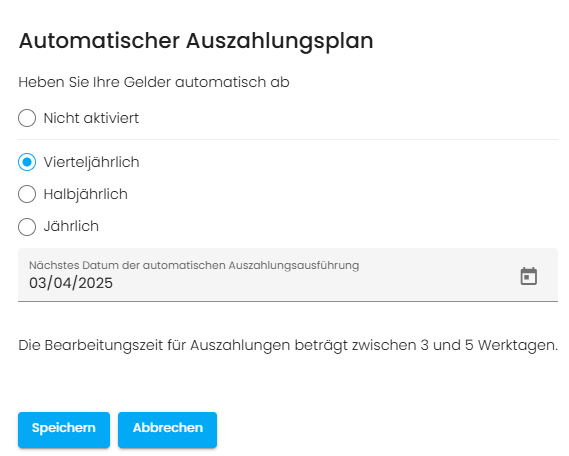 Automatischer Auszahlungsplan
Heben Sie Ihre Gelder automatisch ab
Nicht aktiviert
Vierteljährlich
Halbjährlich
Jährlich
Nächstes Datum der automatischen Auszahlungsausführung
03/04/2025
Die Bearbeitungszeit für Auszahlungen beträgt zwischen 3 und 5 Werktagen.
Speichern Abbrechen